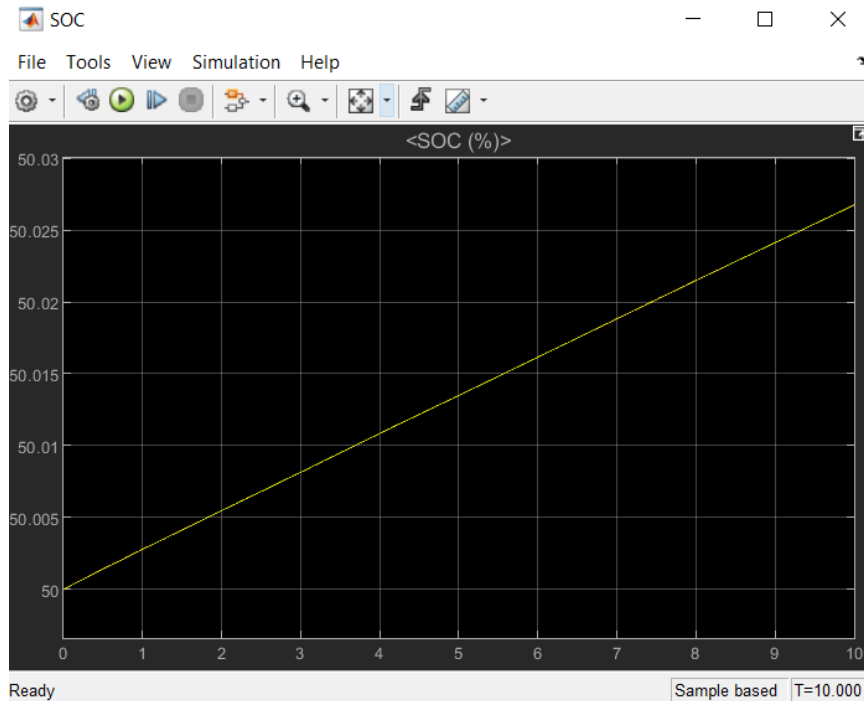 SOC
File Tools View Simulation Help
<SOC (%)>
50.03
50.025
50.02
50.015
50.01
50.005
50
0 1 2 3 4 5 6 7 8 9 10
Ready Sample based T=10.000